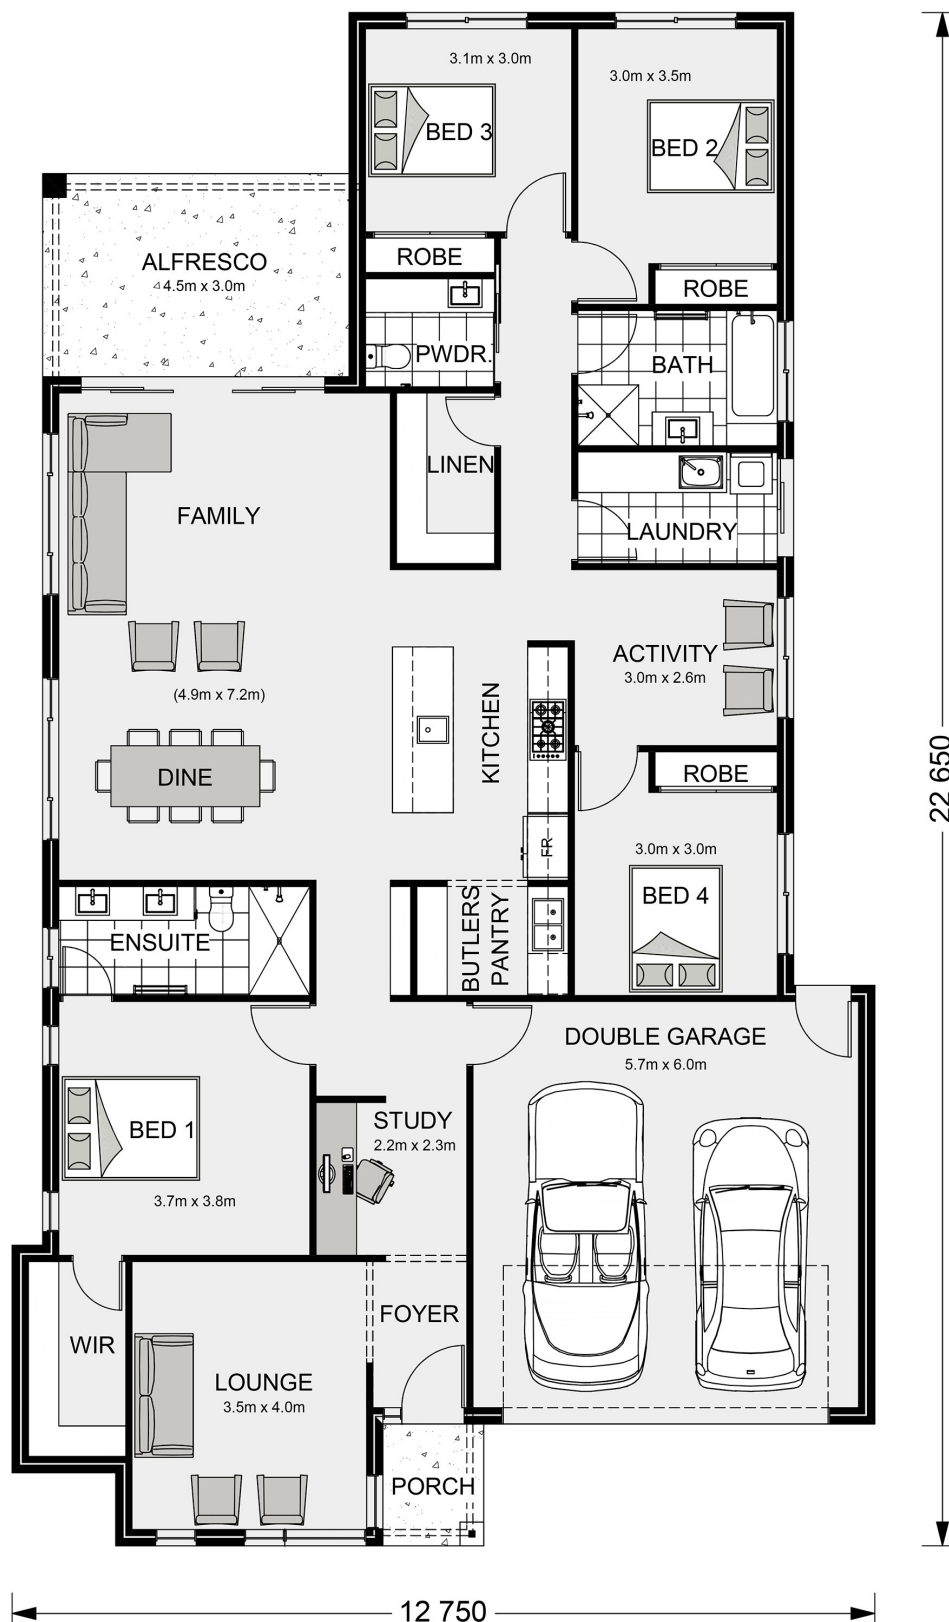 3.1m x 3.0m
BED 3
3.0m x 3.5m
BED 2
ROBE
ROBE
ALFRESCO
4.5m x 3.0m
PWDR.
BATH
LINEN
LAUNDRY
FAMILY
(4.9m x 7.2m)
DINE
KITCHEN
FR
ACTIVITY
3.0m x 2.6m
ROBE
3.0m x 3.0m
BED 4
ENSUITE
BUTLERS
PANTRY
DOUBLE GARAGE
5.7m x 6.0m
BED 1
3.7m x 3.8m
STUDY
2.2m x 2.3m
WIR
LOUNGE
3.5m x 4.0m
FOYER
PORCH
22 650
12 750